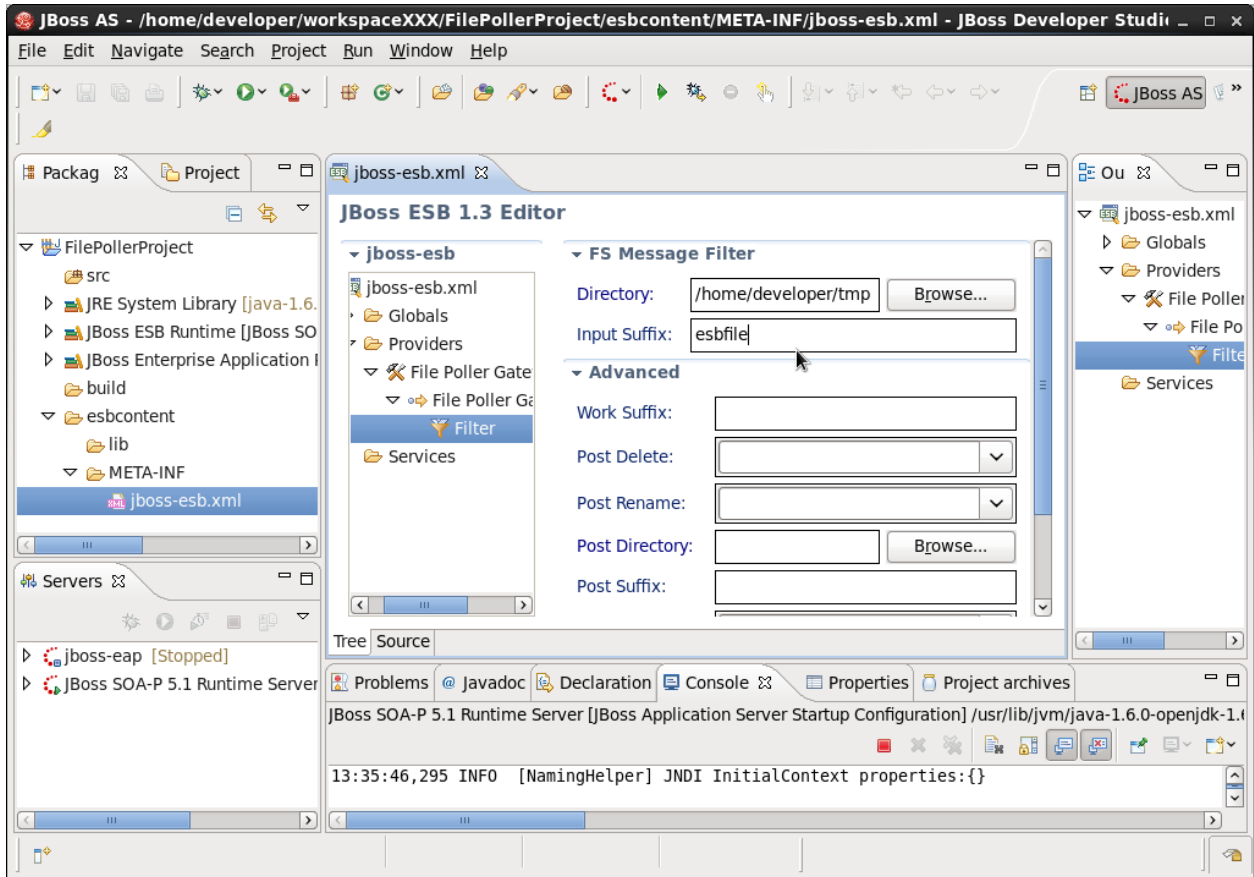 JBoss AS - /home/developer/workspaceXXX/FilePollerProject/esbcontent/META-INF/jboss-esb.xml - JBoss Developer Studi
File Edit Navigate Search Project Run Window Help
JBoss AS
Packag
Project
FilePollerProject
src
JRE System Library [java-1.6.
JBoss ESB Runtime [JBoss SO
JBoss Enterprise Application
build
esbcontent
lib
META-INF
jboss-esb.xml
Servers
jboss-eap [Stopped]
JBoss SOA-P 5.1 Runtime Server
jboss-esb.xml
JBoss ESB 1.3 Editor
jboss-esb
jboss-esb.xml
Globals
Providers
File Poller Gate
File Poller Ga
Filter
Services
FS Message Filter
Directory: /home/developer/tmp Browse...
Input Suffix: esbfile
Advanced
Work Suffix:
Post Delete:
Post Rename:
Post Directory: Browse...
Post Suffix:
Tree Source
Ou
jboss-esb.xml
Globals
Providers
File Poller
File Po
Filte
Services
Problems @ Javadoc Declaration Console Properties Project archives
JBoss SOA-P 5.1 Runtime Server [JBoss Application Server Startup Configuration] /usr/lib/jvm/java-1.6.0-openjdk-1.6
13:35:46,295 INFO [NamingHelper] JNDI InitialContext properties:{}